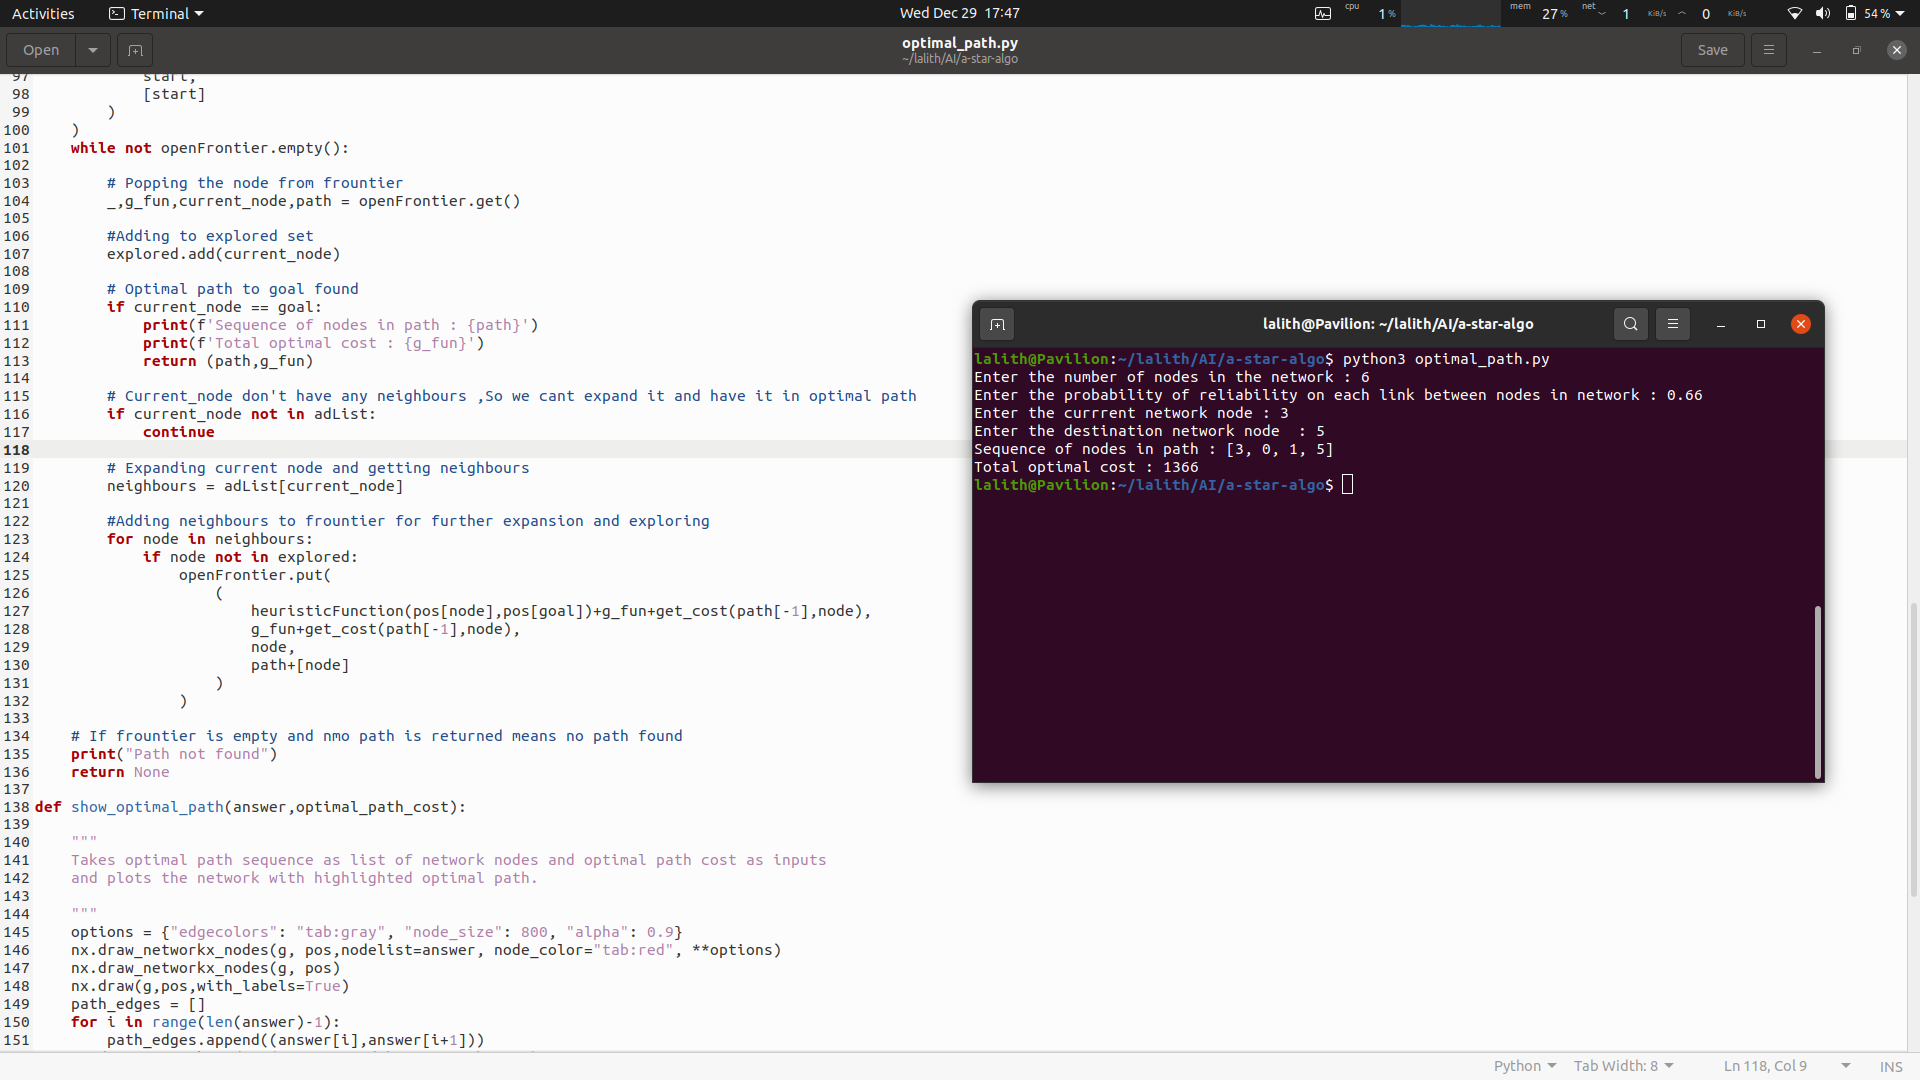 Activities Terminal Wed Dec 29 17:47 cpu 1 % mem 27 % net 1 KiB/s 0 KiB/s 54 %
Open optimal_path.py Save
~/lalith/AI/a-star-algo
97 start,
98 [start]
99 )
100 )
101 while not openFrontier.empty():
102
103 # Popping the node from frountier
104 _,g_fun,current_node,path = openFrontier.get()
105
106 #Adding to explored set
107 explored.add(current_node)
108
109 # Optimal path to goal found
110 if current_node == goal:
111 print(f'Sequence of nodes in path : {path}')
112 print(f'Total optimal cost : {g_fun}')
113 return (path,g_fun)
114
115 # Current_node don't have any neighbours ,So we cant expand it and have it in optimal path
116 if current_node not in adList:
117 continue
118
119 # Expanding current node and getting neighbours
120 neighbours = adList[current_node]
121
122 #Adding neighbours to frountier for further expansion and exploring
123 for node in neighbours:
124 if node not in explored:
125 openFrontier.put(
126 (
127 heuristicFunction(pos[node],pos[goal])+g_fun+get_cost(path[-1],node),
128 g_fun+get_cost(path[-1],node),
129 node,
130 path+[node]
131 )
132 )
133
134 # If frountier is empty and nmo path is returned means no path found
135 print("Path not found")
136 return None
137
138 def show_optimal_path(answer,optimal_path_cost):
139
140 """
141 Takes optimal path sequence as list of network nodes and optimal path cost as inputs
142 and plots the network with highlighted optimal path.
143
144 """
145 options = {"edgecolors": "tab:gray", "node_size": 800, "alpha": 0.9}
146 nx.draw_networkx_nodes(g, pos,nodelist=answer, node_color="tab:red", **options)
147 nx.draw_networkx_nodes(g, pos)
148 nx.draw(g,pos,with_labels=True)
149 path_edges = []
150 for i in range(len(answer)-1):
151 path_edges.append((answer[i],answer[i+1]))
lalith@Pavilion: ~/lalith/AI/a-star-algo
lalith@Pavilion:~/lalith/AI/a-star-algo$ python3 optimal_path.py
Enter the number of nodes in the network : 6
Enter the probability of reliability on each link between nodes in network : 0.66
Enter the currrent network node : 3
Enter the destination network node  : 5
Sequence of nodes in path : [3, 0, 1, 5]
Total optimal cost : 1366
lalith@Pavilion:~/lalith/AI/a-star-algo$
Python Tab Width: 8 Ln 118, Col 9 INS